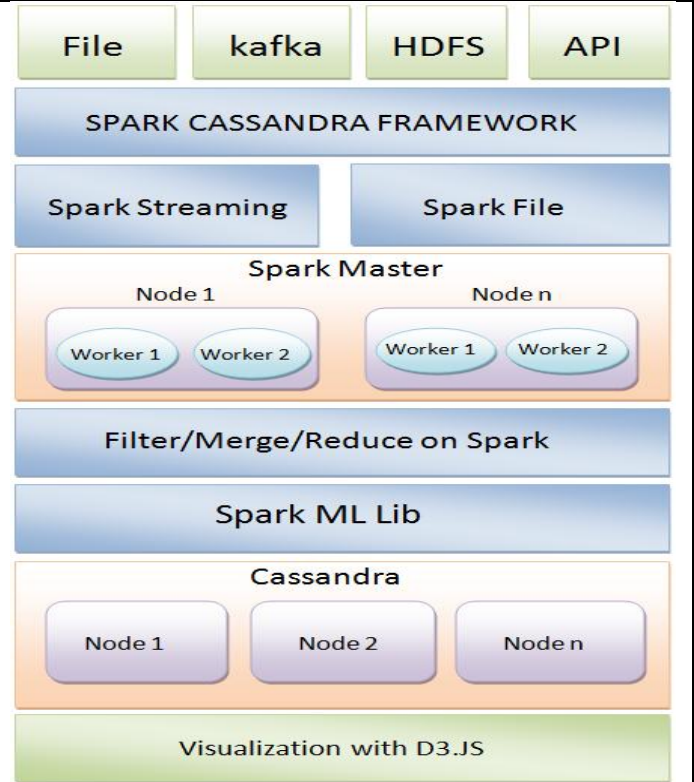 File kafka HDFS API
SPARK CASSANDRA FRAMEWORK
Spark Streaming Spark File
Spark Master
Node 1 Node n
Worker 1 Worker 2 Worker 1 Worker 2
Filter/Merge/Reduce on Spark
Spark ML Lib
Cassandra
Node 1 Node 2 Node n
Visualization with D3.JS